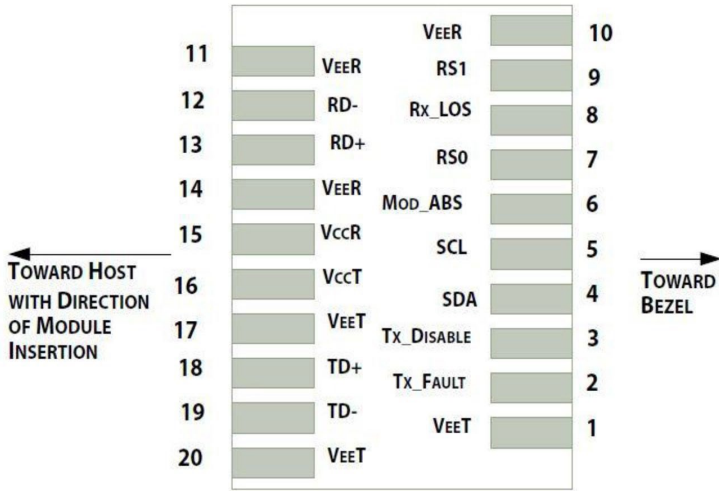 11 VEER
12 RD-
13 RD+
14 VEER
15 VCCR
16 VCCT
17 VEET
18 TD+
19 TD-
20 VEET
VEER 10
RS1 9
RX_LOS 8
RS0 7
MOD_ABS 6
SCL 5
SDA 4
TX_DISABLE 3
TX_FAULT 2
VEET 1
TOWARD HOST
WITH DIRECTION
OF MODULE
INSERTION
TOWARD
BEZEL